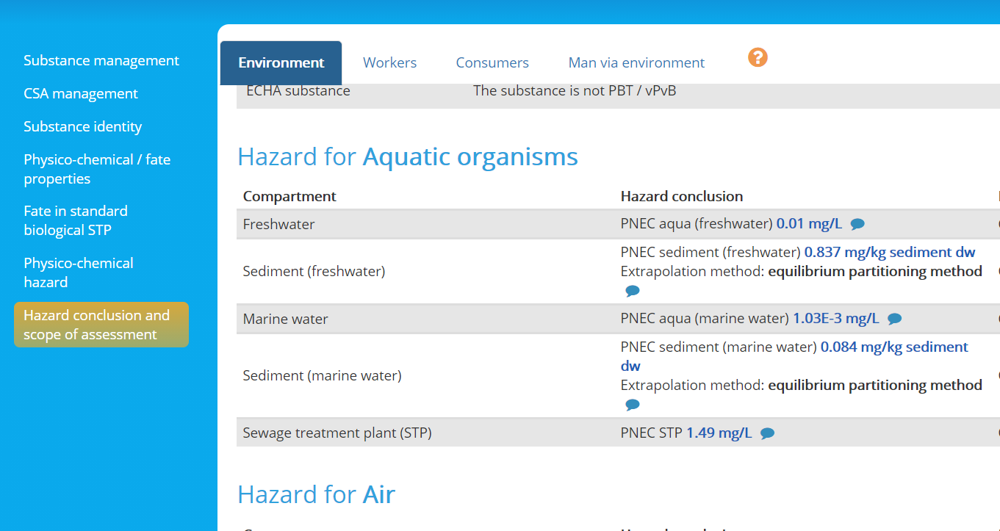 Substance management
CSA management
Substance identity
Physico-chemical / fate
properties
Fate in standard
biological STP
Physico-chemical
hazard
Hazard conclusion and
scope of assessment
Environment Workers Consumers Man via environment ?
ECHA substance The substance is not PBT / vPvB
Hazard for Aquatic organisms
Compartment Hazard conclusion
Freshwater PNEC aqua (freshwater) 0.01 mg/L
Sediment (freshwater)
PNEC sediment (freshwater) 0.837 mg/kg sediment dw
Extrapolation method: equilibrium partitioning method
Marine water PNEC aqua (marine water) 1.03E-3 mg/L
Sediment (marine water)
PNEC sediment (marine water) 0.084 mg/kg sediment
dw
Extrapolation method: equilibrium partitioning method
Sewage treatment plant (STP) PNEC STP 1.49 mg/L
Hazard for Air